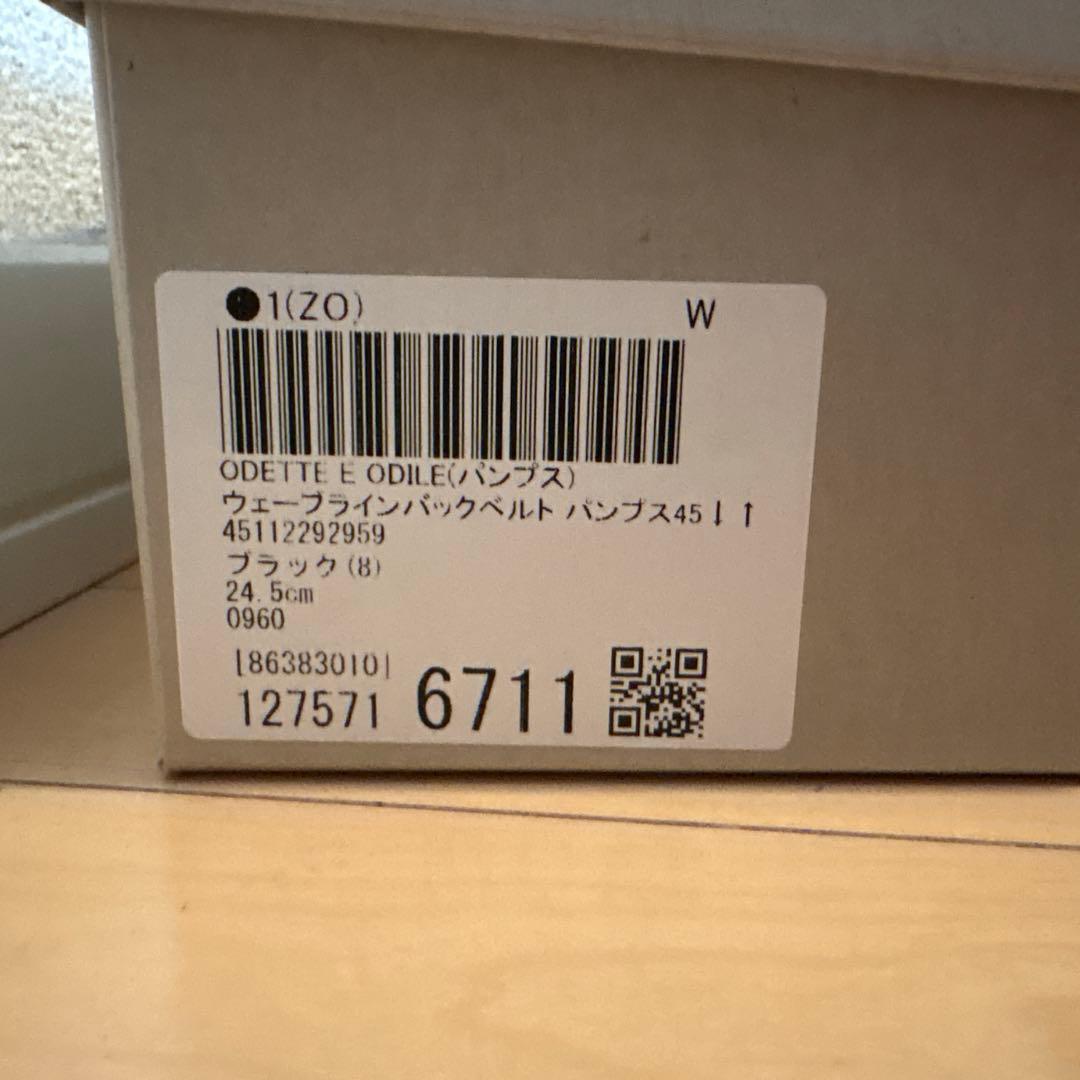 ●1(ZO) W
ODETTE E ODILE(パンプス)
ウェーブラインバックベルト パンプス45↓ ↑
45112292959
ブラック(8)
24.5cm
0960
[86383010]
127571 6711